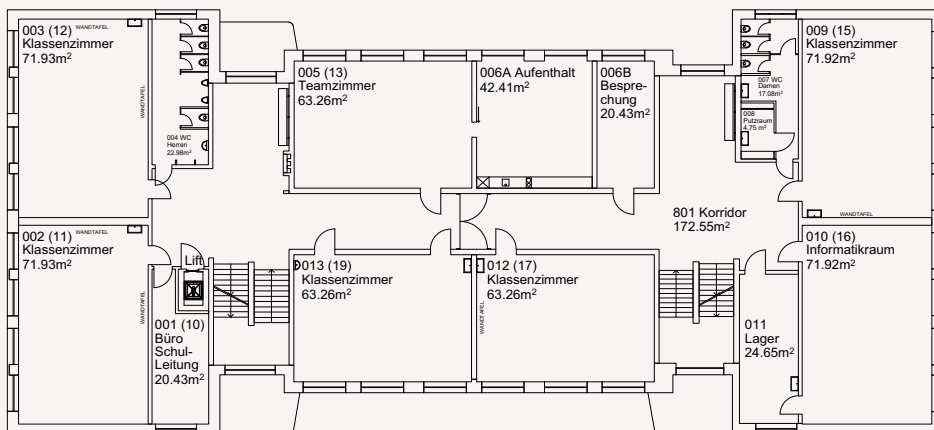 003 (12) WANDTAFEL
Klassenzimmer
71.93m²
WANDTAFEL
004 WC
Herren
22.98m²
005 (13)
Teamzimmer
63.26m²
006A Aufenthalt
42.41m²
006B
Bespre-
chung
20.43m²
007 WC
Damen
17.08m²
008
Putzraum
4.75 m²
009 (15)
Klassenzimmer
71.92m²
WANDTAFEL
801 Korridor
172.55m²
002 (11)
WANDTAFEL
Klassenzimmer
71.93m²
WANDTAFEL
Lift
001 (10)
Büro
Schul-
Leitung
20.43m²
013 (19)
Klassenzimmer
63.26m²
012 (17)
Klassenzimmer
63.26m²
WANDTAFEL
010 (16)
Informatikraum
71.92m²
011
Lager
24.65m²